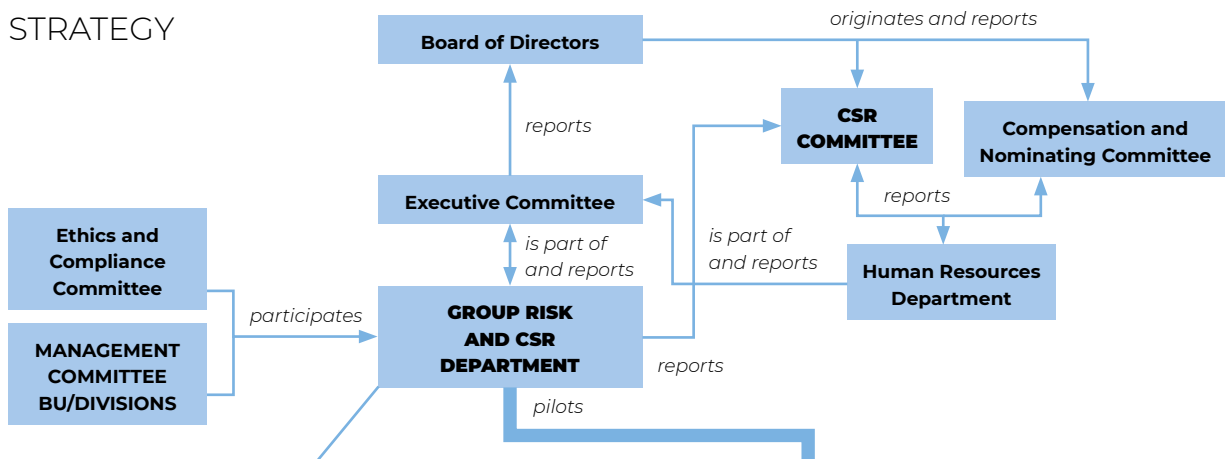 STRATEGY
originates and reports
Board of Directors
CSR
COMMITTEE
Compensation and
Nominating Committee
reports
Executive Committee
reports
Ethics and
Compliance
Committee
is part of
and reports
is part of
and reports
Human Resources
Department
participates
GROUP RISK
AND CSR
DEPARTMENT
MANAGEMENT
COMMITTEE
BU/DIVISIONS
reports
pilots